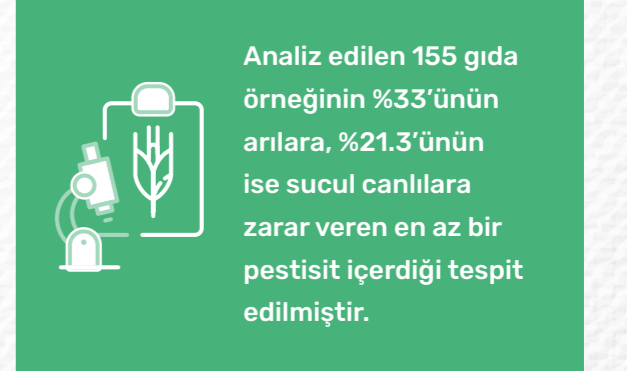 Analiz edilen 155 gıda
örneğinin %33’ünün
arılara, %21.3’ünün
ise sucul canlılara
zarar veren en az bir
pestisit içerdiği tespit
edilmiştir.